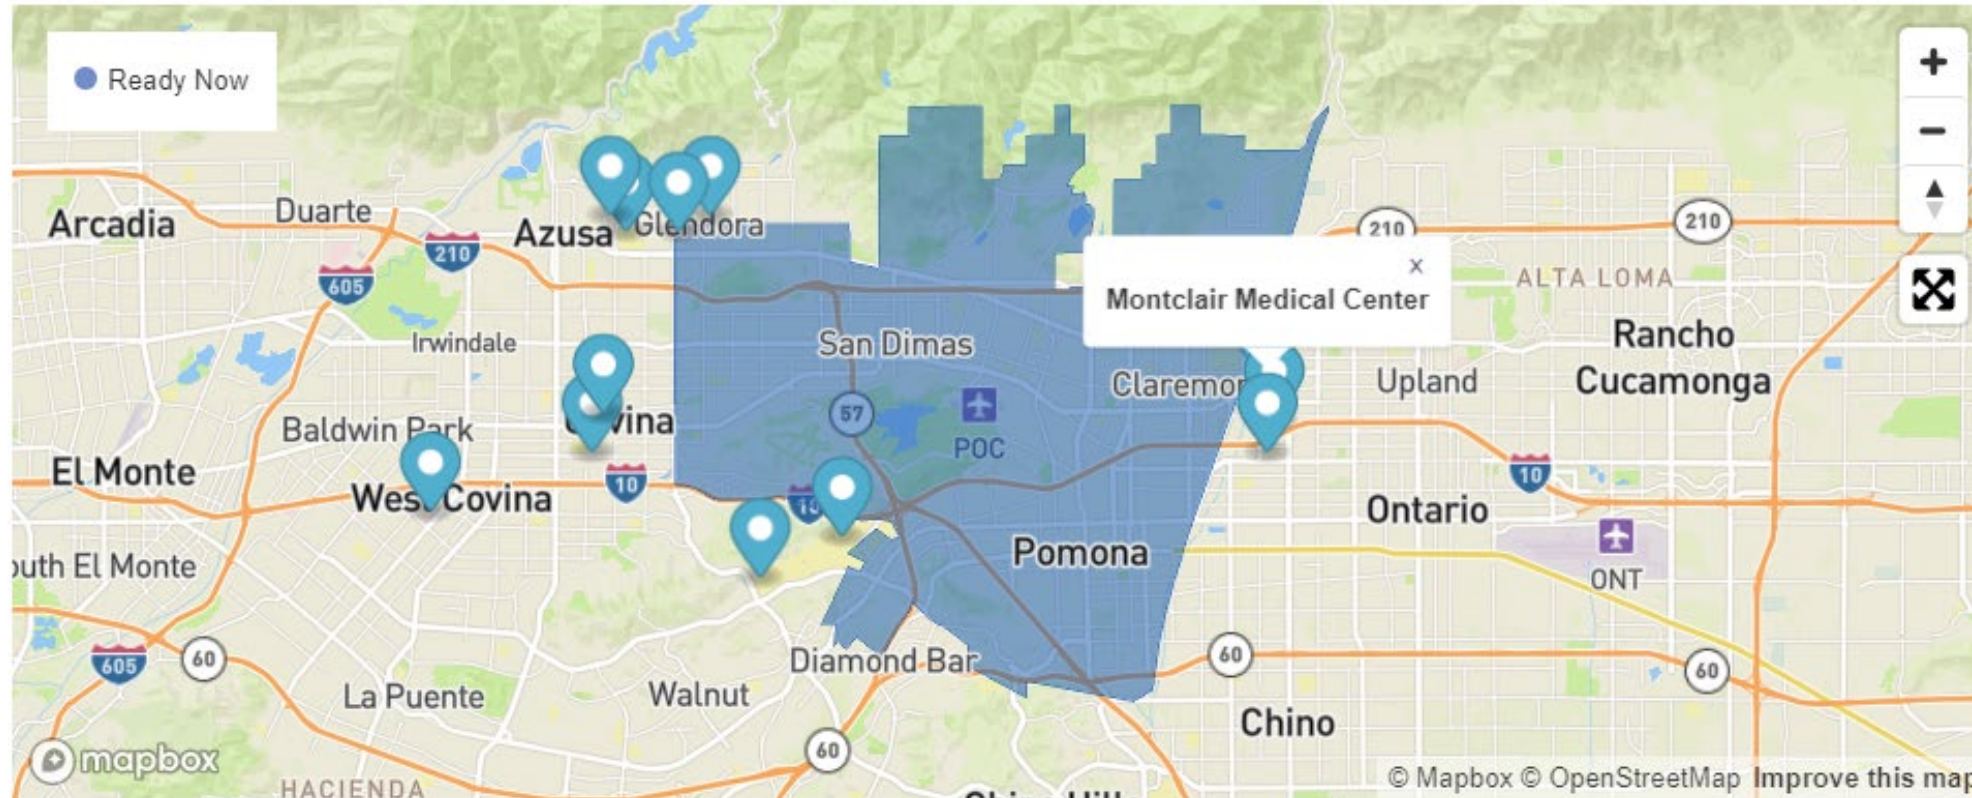 Ready Now
+
−
Arcadia
Duarte
Azusa
Glendora
210
210
210
605
x
Montclair Medical Center
ALTA LOMA
Rancho
Cucamonga
Irwindale
San Dimas
Claremon
Upland
57
POC
Covina
Baldwin Park
El Monte
West Covina
10
10
10
Ontario
Pomona
outh El Monte
ONT
605
60
Diamond Bar
60
60
La Puente
Walnut
Chino
60
mapbox
HACIENDA
© Mapbox © OpenStreetMap Improve this map